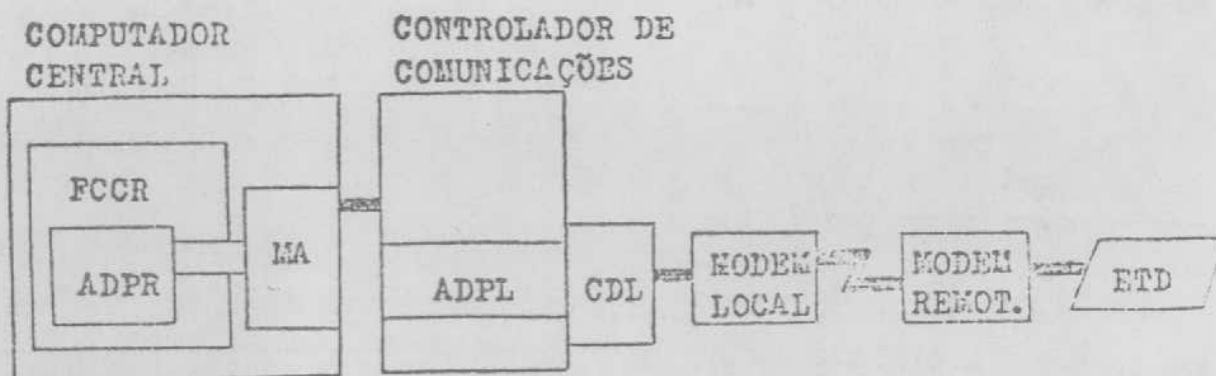 COMPUTADOR
CENTRAL
CONTROLADOR DE
COMUNICAÇÕES
FCCR
ADPR
MA
ADPL
CDL
MODEM
LOCAL
MODEM
REMOT.
ETD